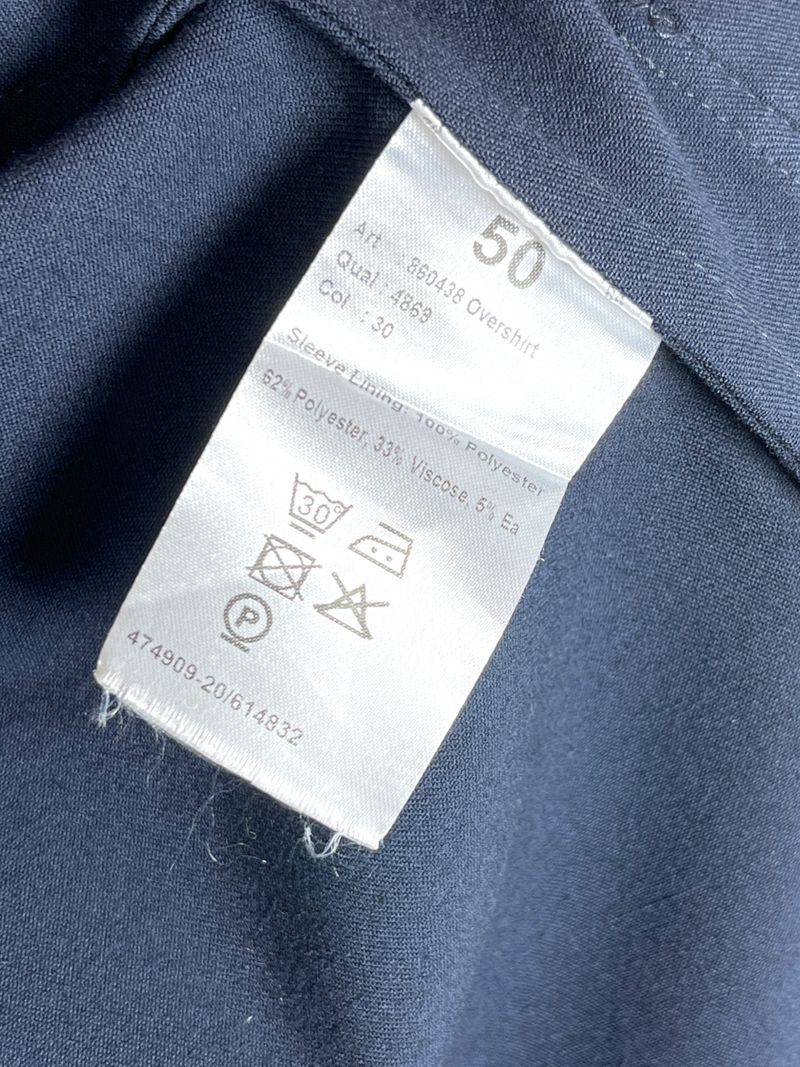 50
Art : 860438 Overshirt
Qual : 4869
Col : 30
Sleeve Lining: 100% Polyester
62% Polyester, 33% Viscose, 5% Ea
30°
P
474909-20/614832